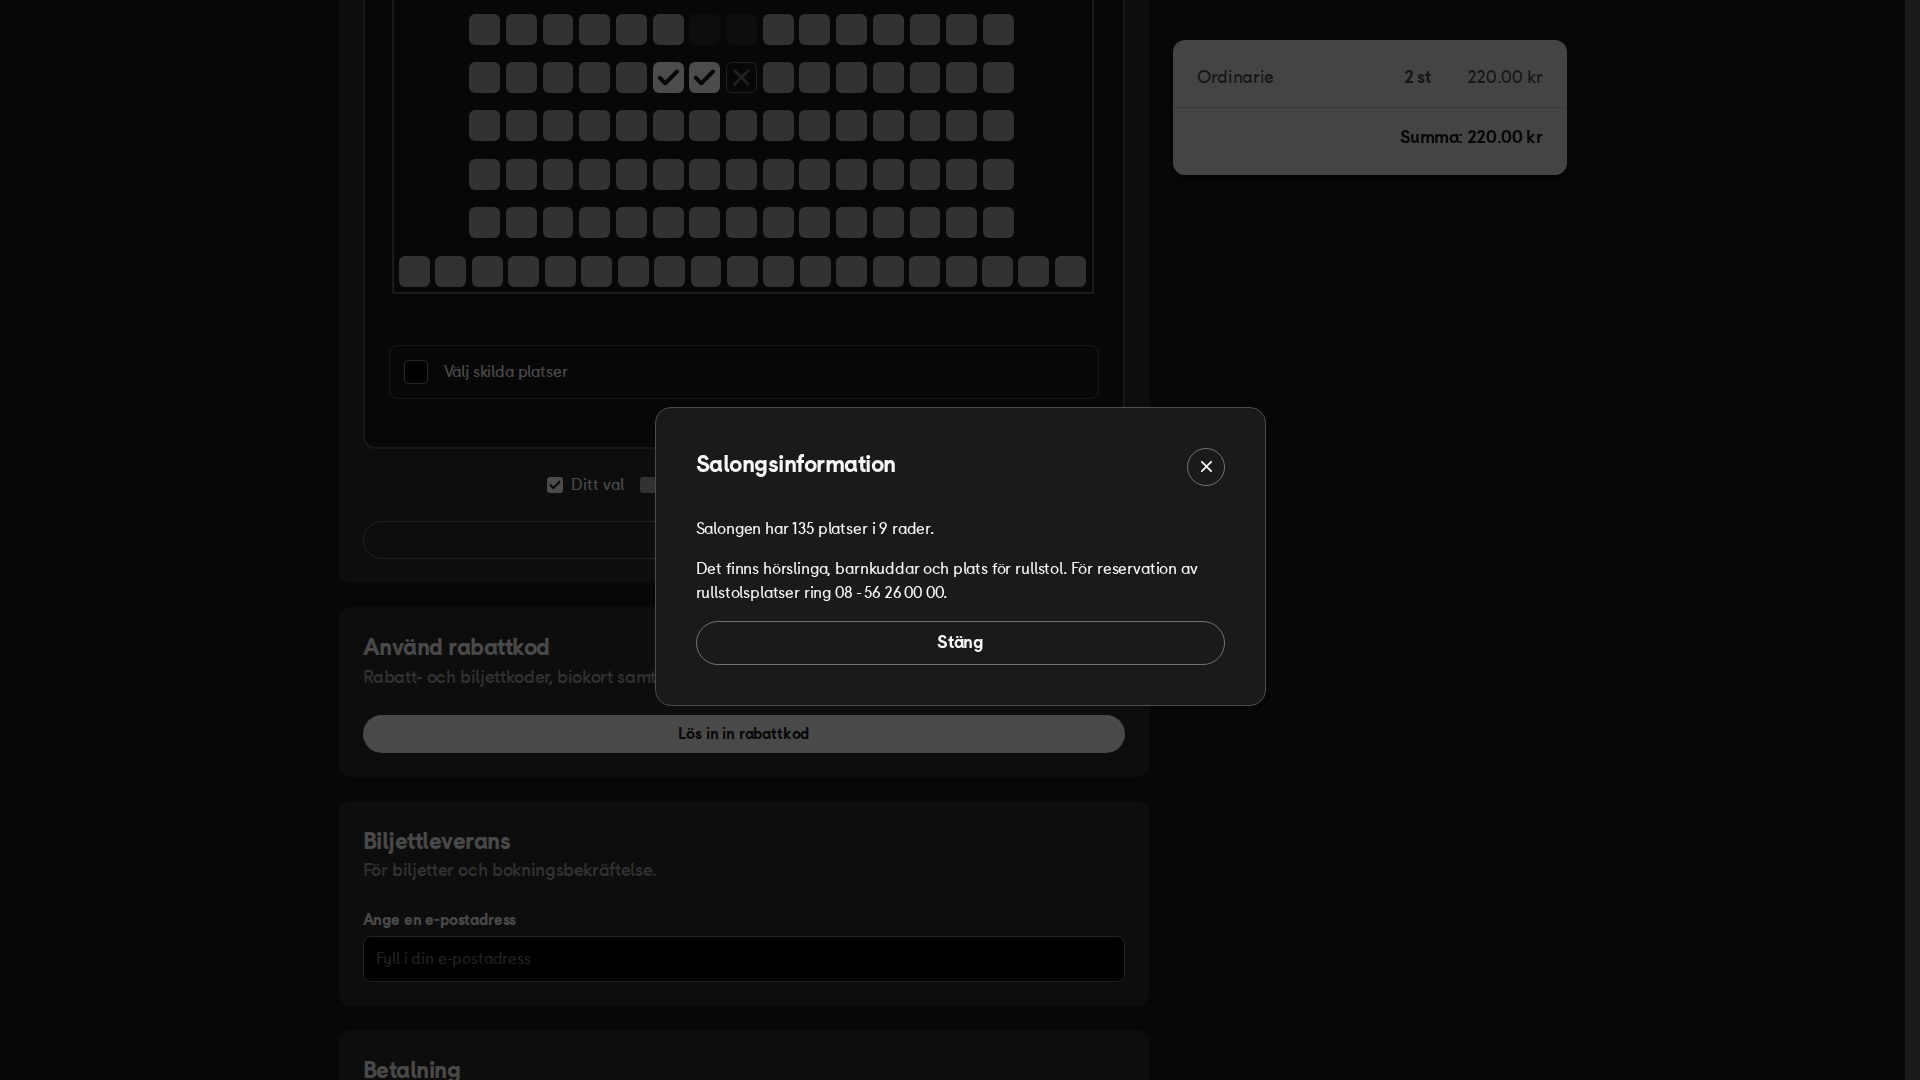 Ordinarie 2 st 220.00 kr
Summa: 220.00 kr
Välj skilda platser
Ditt val
Salongsinformation
Salongen har 135 platser i 9 rader.
Det finns hörslinga, barnkuddar och plats för rullstol. För reservation av
rullstolsplatser ring 08 - 56 26 00 00.
Stäng
Använd rabattkod
Rabatt- och biljettkoder, biokort samt
Lös in in rabattkod
Biljettleverans
För biljetter och bokningsbekräftelse.
Ange en e-postadress
Fyll i din e-postadress
Betalning